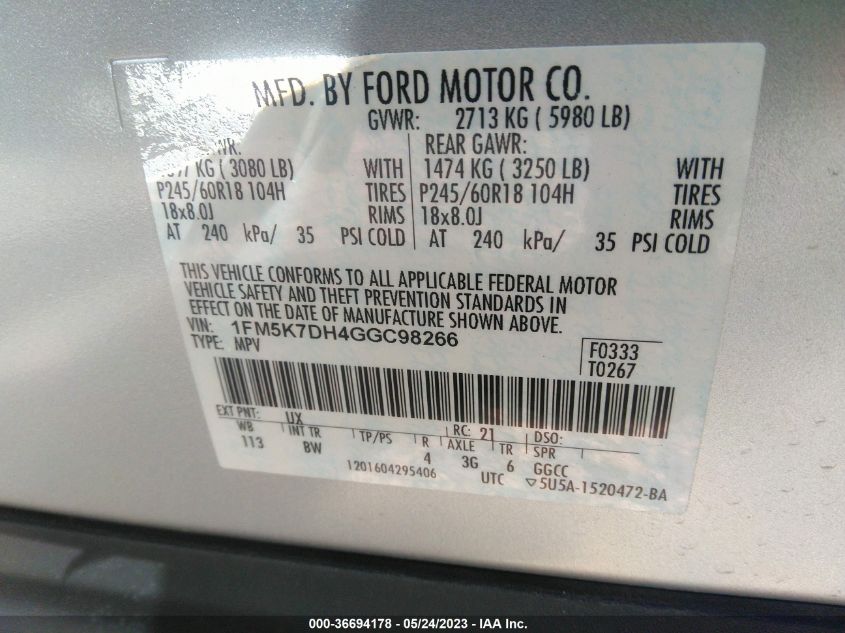 MFD. BY FORD MOTOR CO.
GVWR: 2713 KG ( 5980 LB)
WR: REAR GAWR:
KG ( 3080 LB) WITH 1474 KG ( 3250 LB) WITH
P245/60R18 104H TIRES P245/60R18 104H TIRES
18x8.0J RIMS 18x8.0J RIMS
AT 240 kPa/ 35 PSI COLD AT 240 kPa/ 35 PSI COLD
THIS VEHICLE CONFORMS TO ALL APPLICABLE FEDERAL MOTOR
VEHICLE SAFETY AND THEFT PREVENTION STANDARDS IN
EFFECT ON THE DATE OF MANUFACTURE SHOWN ABOVE.
VIN: 1FM5K7DH4GGC98266
TYPE: MPV
F0333
T0267
EXT PNT: UX RC: 21 DSO:
WB INT TR TP/PS R AXLE TR SPR
113 BW 4 3G 6 GGCC
1201604295406 UTC ▽5U5A-1520472-BA
000-36694178 - 05/24/2023 - IAA Inc.